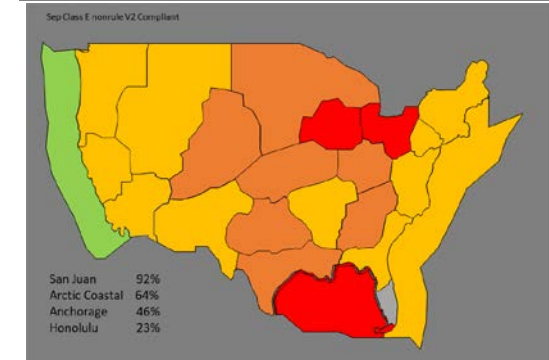 Sep Class E nonrule V2 Compliant
San Juan 92%
Arctic Coastal 64%
Anchorage 46%
Honolulu 23%